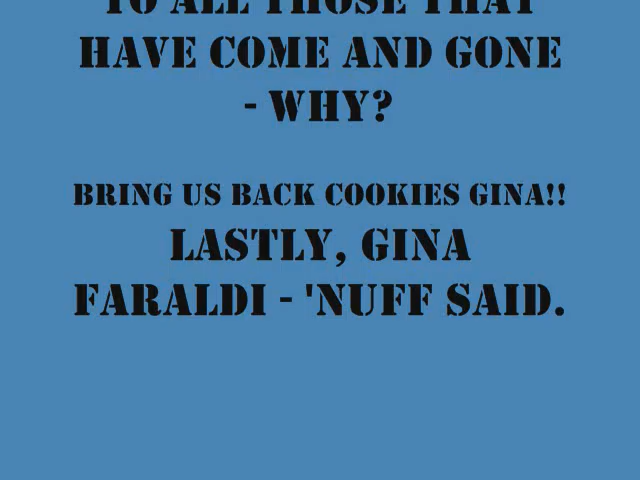 TO ALL THOSE THAT
HAVE COME AND GONE
- WHY?
BRING US BACK COOKIES GINA!!
LASTLY, GINA
FARALDI - 'NUFF SAID.